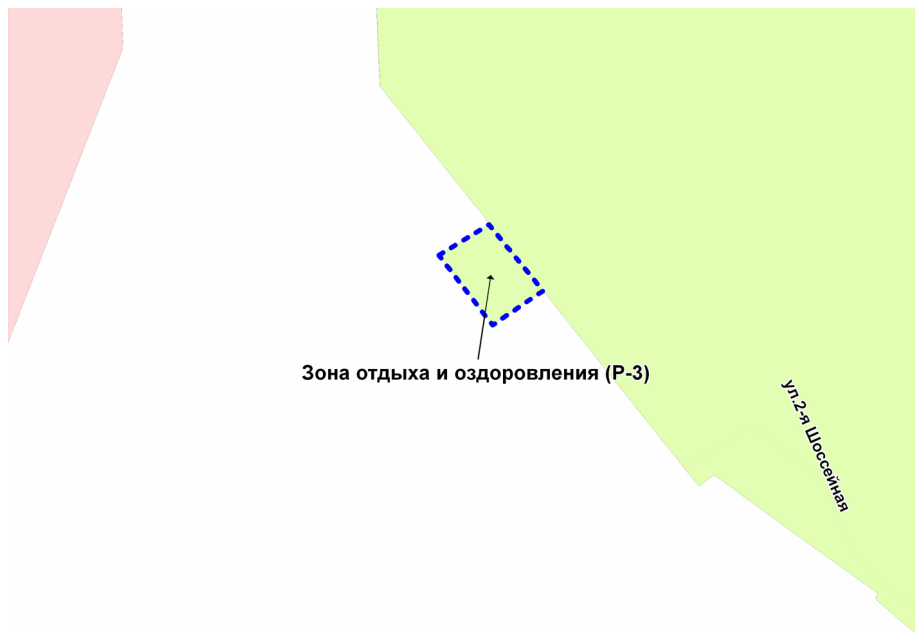 Зона отдыха и оздоровления (Р-3)
ул.2-я Шоссейная